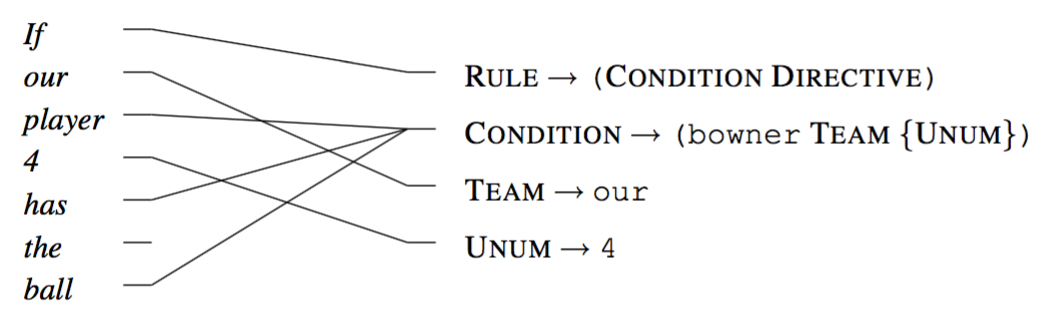 If
our
player
4
has
the
ball
RULE → (CONDITION DIRECTIVE)
CONDITION → (bowner TEAM {UNUM})
TEAM → our
UNUM → 4